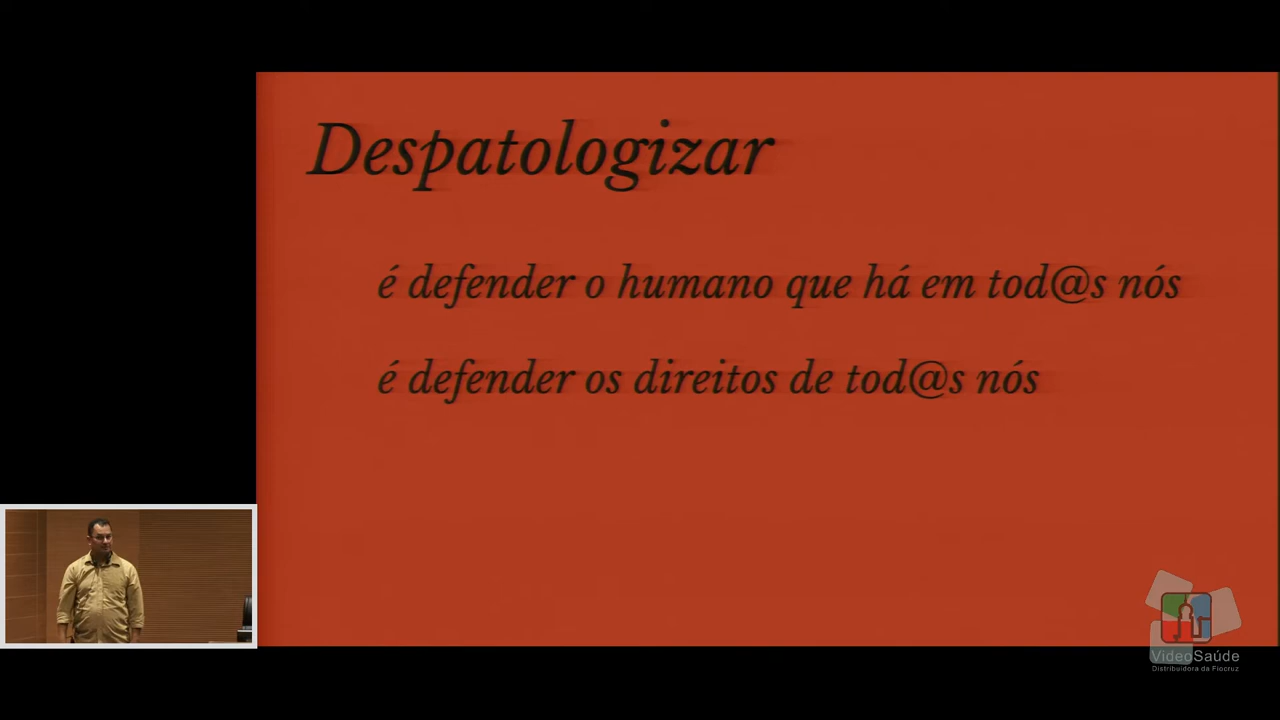 Despatologizar
é defender o humano que há em tod@s nós
é defender os direitos de tod@s nós
VideoSaúde
Distribuidora da Fiocruz